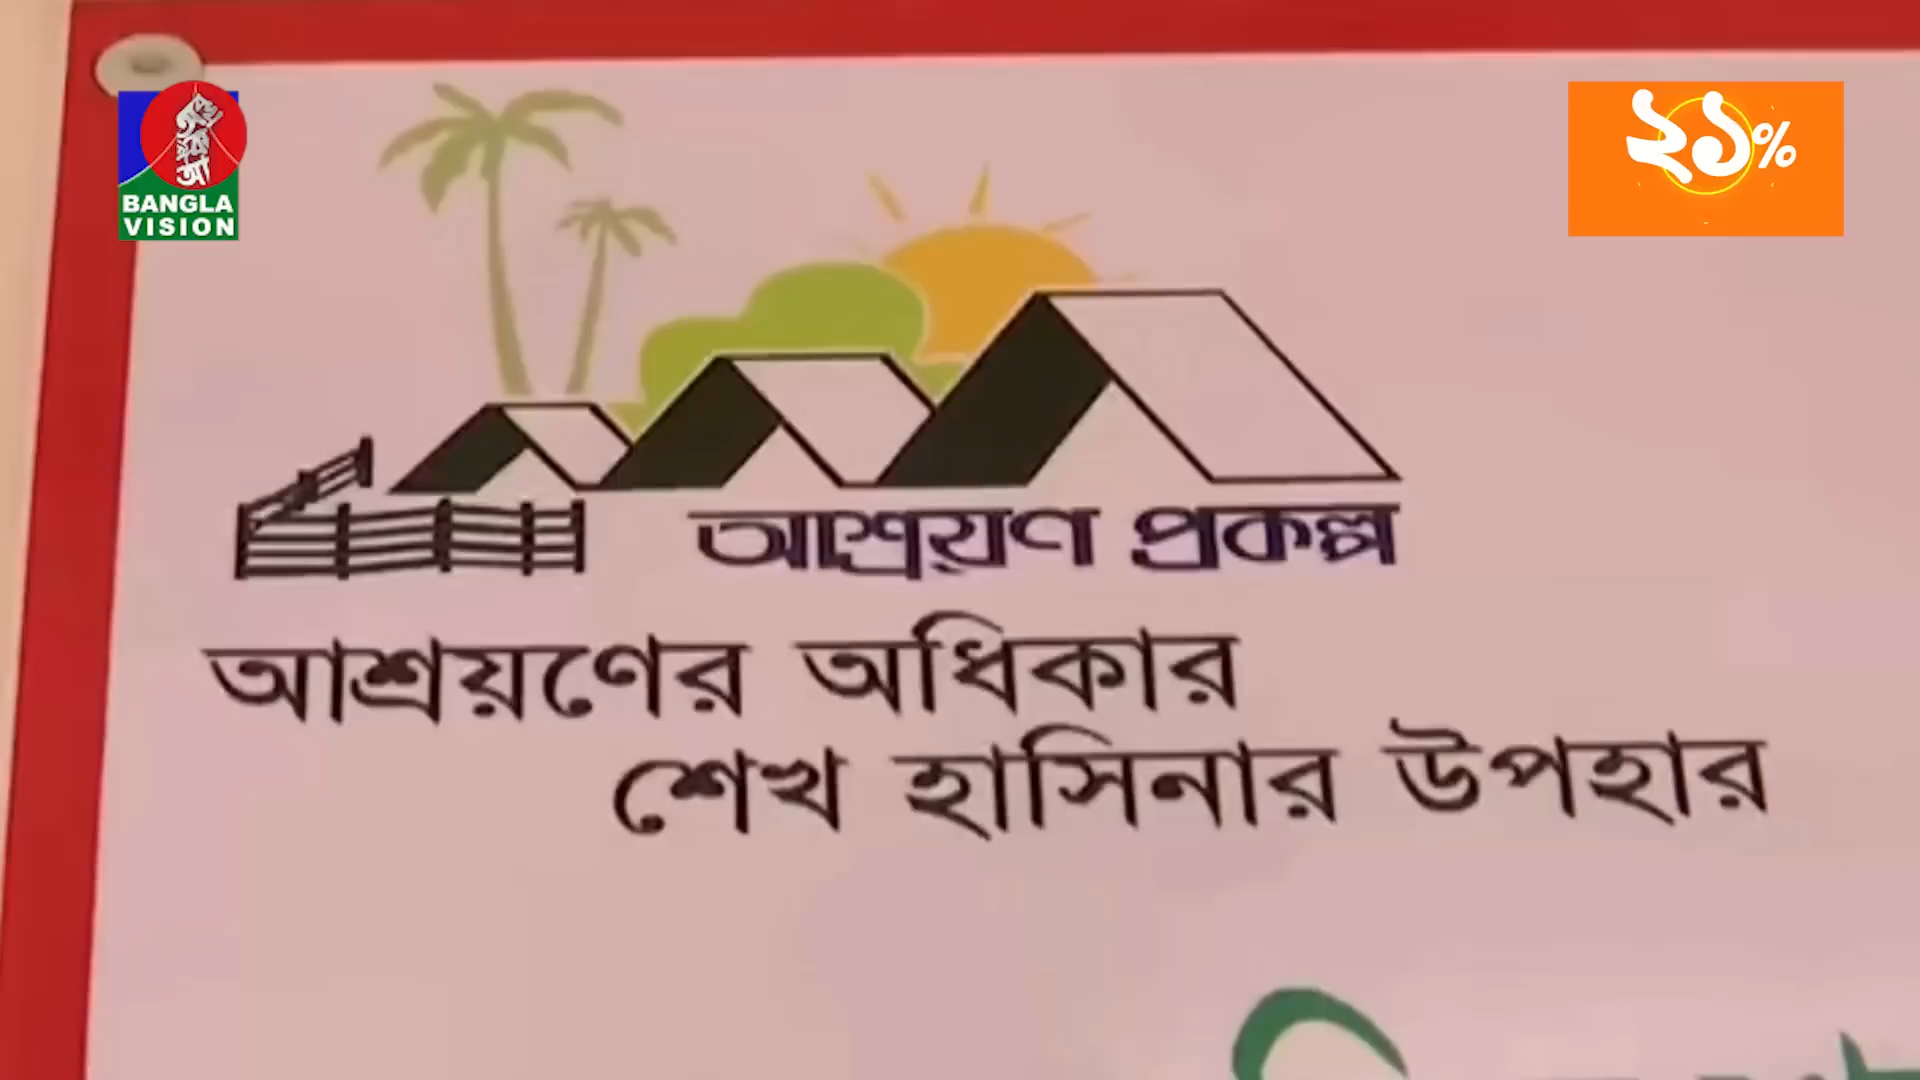 BANGLA
VISION
২১%
আশ্রয়ণ প্রকল্প
আশ্রয়ণের অধিকার
শেখ হাসিনার উপহার